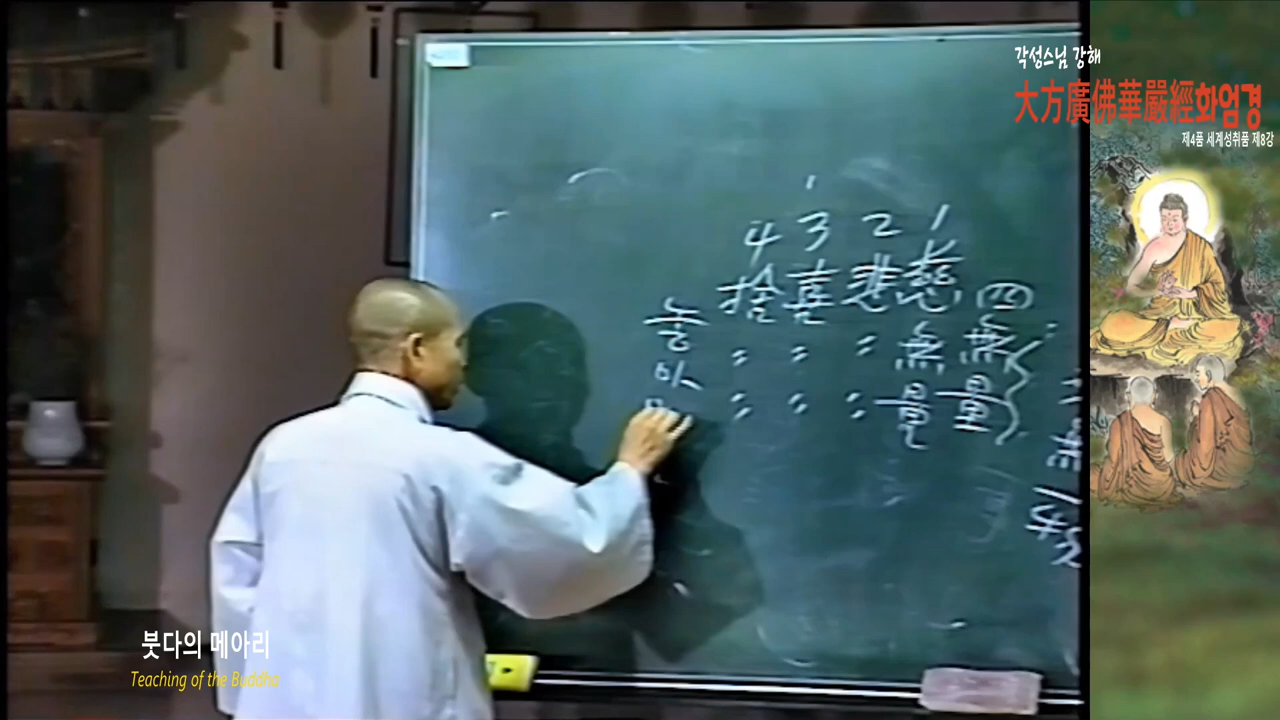 각성스님 강해
大方廣佛華嚴經화엄경
제4품 세계성취품 제8강
四無量
1 慈無量
2 悲〃〃
3 喜〃〃
4 捨〃〃
붓다의 메아리
Teaching of the Buddha